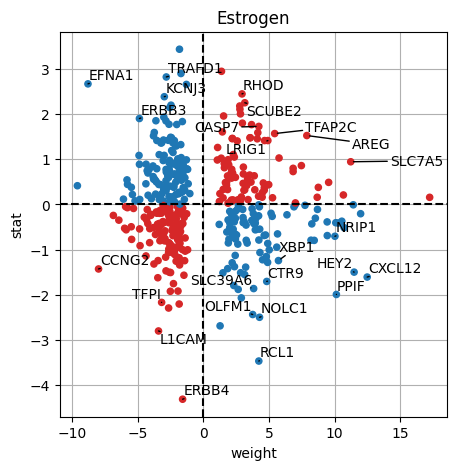 Estrogen
EFNA1
TRAFD1
KCNJ3
RHOD
ERBB3
SCUBE2
CASP7
TFAP2C
AREG
LRIG1
SLC7A5
NRIP1
XBP1
CCNG2
HEY2
CTR9
CXCL12
SLC39A6
PPIF
TFPI
OLFM1
NOLC1
L1CAM
RCL1
ERBB4
3
2
1
0
−1
−2
−3
−4
stat
−10
−5
0
5
10
15
weight